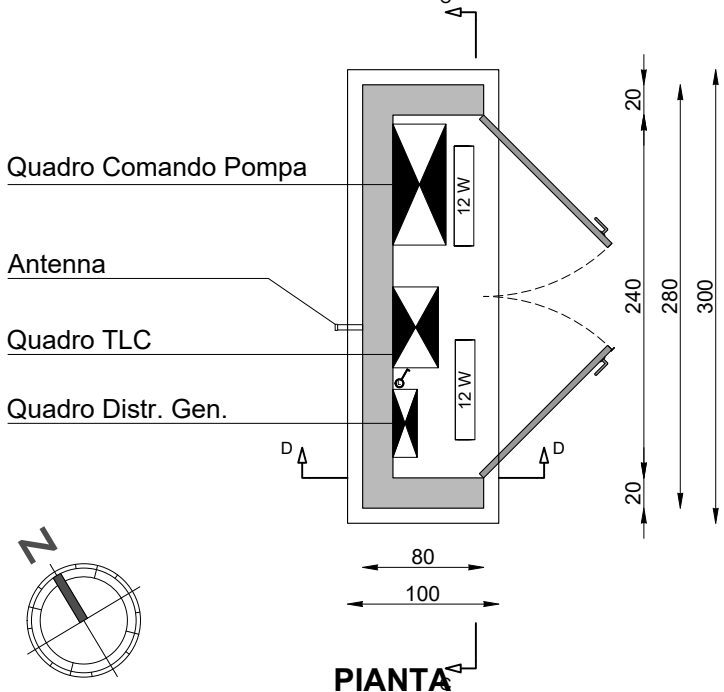 Quadro Comando Pompa
Antenna
Quadro TLC
Quadro Distr. Gen.
12 W
12 W
20
240
20
280
300
D
D
80
100
N
PIANTA